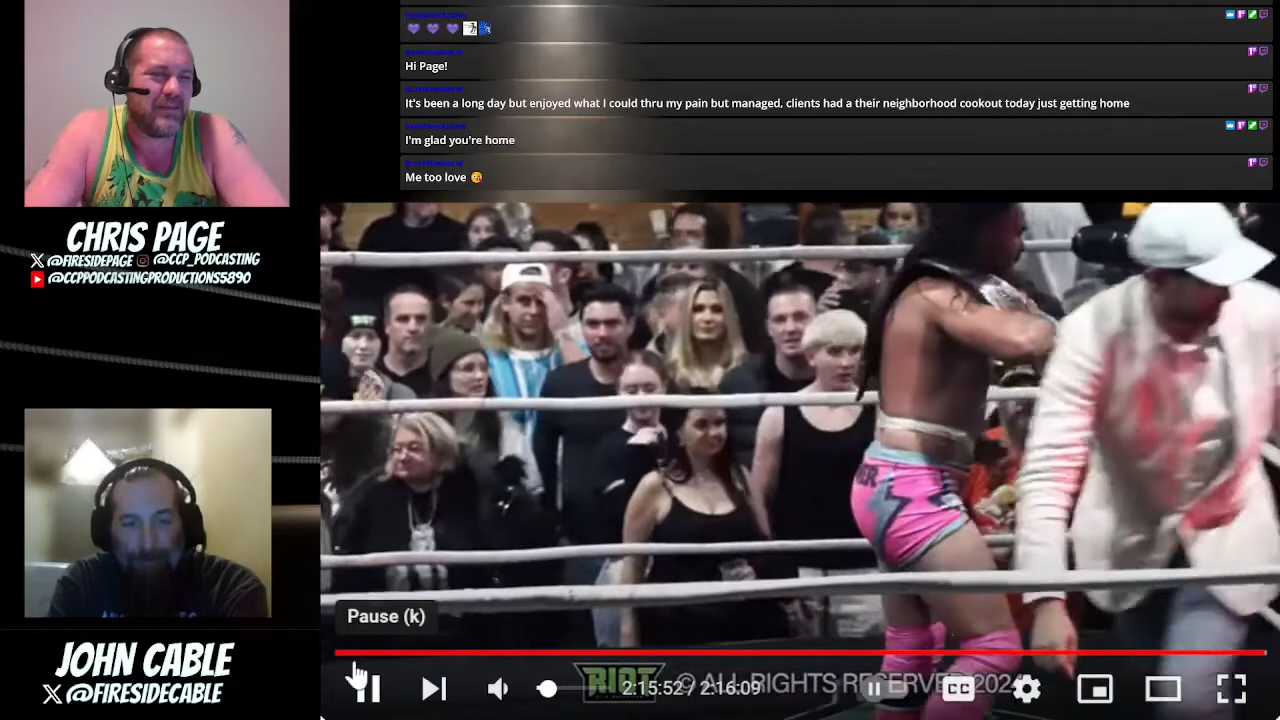 Hi Page!
It's been a long day but enjoyed what I could thru my pain but managed, clients had a their neighborhood cookout today just getting home
I'm glad you're home
Me too love
CHRIS PAGE
@FIRESIDEPAGE @CCP_PODCASTING
@CCPPODCASTINGPRODUCTIONS5890
JOHN CABLE
@FIRESIDECABLE
Pause (k)
RIOT © ALL RIGHTS RESERVED 202
2:15:52 / 2:16:09
CC